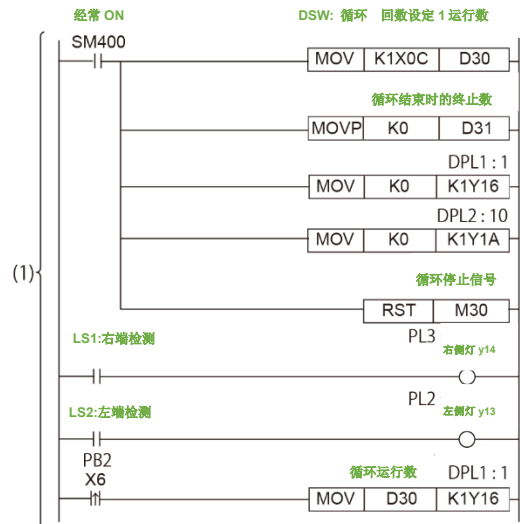 经常 ON
DSW: 循环 回数设定 1 运行数
SM400
MOV K1X0C D30
循环结束时的终止数
MOVP K0 D31
DPL1 : 1
MOV K0 K1Y16
DPL2 : 10
MOV K0 K1Y1A
(1)
循环停止信号
RST M30
LS1:右端检测
PL3
右侧灯 y14
LS2:左端检测
PL2
左侧灯 y13
PB2
X6
循环运行数
DPL1 : 1
MOV D30 K1Y16